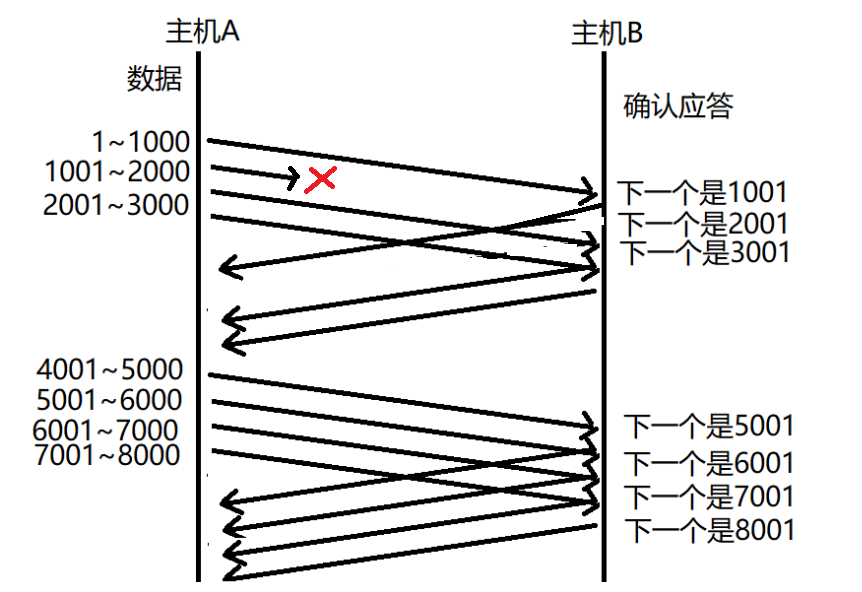 主机A
主机B
数据
确认应答
1~1000
1001~2000
2001~3000
下一个是1001
下一个是2001
下一个是3001
4001~5000
5001~6000
6001~7000
7001~8000
下一个是5001
下一个是6001
下一个是7001
下一个是8001